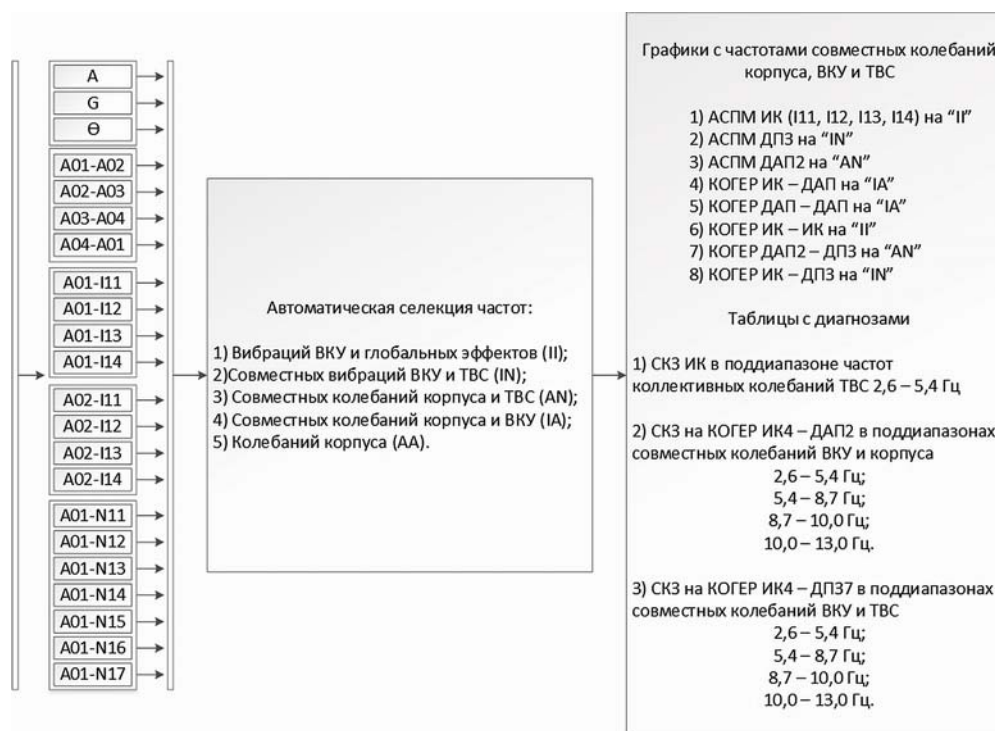 A
G
Θ
A01-A02
A02-A03
A03-A04
A04-A01
A01-I11
A01-I12
A01-I13
A01-I14
A02-I11
A02-I12
A02-I13
A02-I14
A01-N11
A01-N12
A01-N13
A01-N14
A01-N15
A01-N16
A01-N17
Автоматическая селекция частот:
1) Вибраций ВКУ и глобальных эффектов (II);
2)Совместных вибраций ВКУ и ТВС (IN);
3) Совместных колебаний корпуса и ТВС (AN);
4) Совместных колебаний корпуса и ВКУ (IA);
5) Колебаний корпуса (AA).
Графики с частотами совместных колебаний
корпуса, ВКУ и ТВС
1) АСПМ ИК (I11, I12, I13, I14) на “II”
2) АСПМ ДПЗ на “IN”
3) АСПМ ДАП2 на “AN”
4) КОГЕР ИК – ДАП на “IA”
5) КОГЕР ДАП – ДАП на “IA”
6) КОГЕР ИК – ИК на “II”
7) КОГЕР ДАП2 – ДПЗ на “AN”
8) КОГЕР ИК – ДПЗ на “IN”
Таблицы с диагнозами
1) СКЗ ИК в поддиапазоне частот
коллективных колебаний ТВС 2,6 – 5,4 Гц
2) СКЗ на КОГЕР ИК4 – ДАП2 в поддиапазонах
совместных колебаний ВКУ и корпуса
2,6 – 5,4 Гц;
5,4 – 8,7 Гц;
8,7 – 10,0 Гц;
10,0 – 13,0 Гц.
3) СКЗ на КОГЕР ИК4 – ДПЗ7 в поддиапазонах
совместных колебаний ВКУ и ТВС
2,6 – 5,4 Гц;
5,4 – 8,7 Гц;
8,7 – 10,0 Гц;
10,0 – 13,0 Гц.